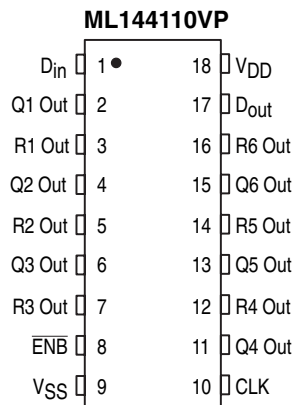 ML144110VP
Din 1 18 VDD
Q1 Out 2 17 Dout
R1 Out 3 16 R6 Out
Q2 Out 4 15 Q6 Out
R2 Out 5 14 R5 Out
Q3 Out 6 13 Q5 Out
R3 Out 7 12 R4 Out
E̅N̅B̅ 8 11 Q4 Out
VSS 9 10 CLK